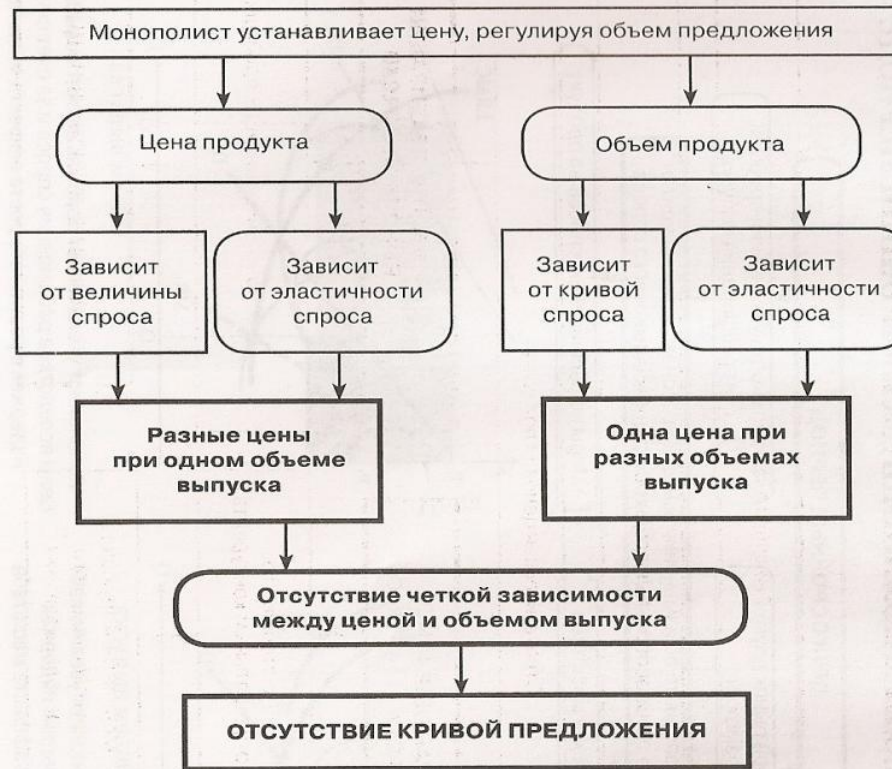 Монополист устанавливает цену, регулируя объем предложения
Цена продукта
Объем продукта
Зависит
от величины
спроса
Зависит
от эластичности
спроса
Зависит
от кривой
спроса
Зависит
от эластичности
спроса
Разные цены
при одном объеме
выпуска
Одна цена при
разных объемах
выпуска
Отсутствие четкой зависимости
между ценой и объемом выпуска
ОТСУТСТВИЕ КРИВОЙ ПРЕДЛОЖЕНИЯ